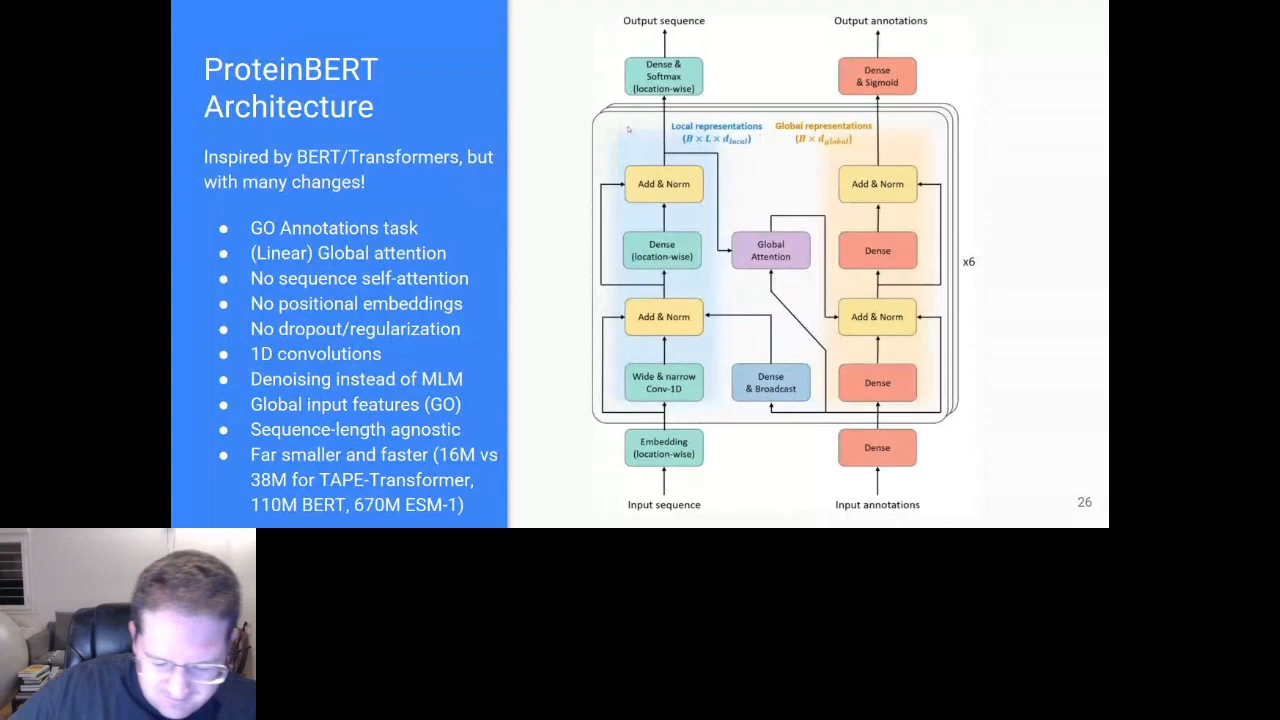 ProteinBERT
Architecture
Inspired by BERT/Transformers, but
with many changes!
● GO Annotations task
● (Linear) Global attention
● No sequence self-attention
● No positional embeddings
● No dropout/regularization
● 1D convolutions
● Denoising instead of MLM
● Global input features (GO)
● Sequence-length agnostic
● Far smaller and faster (16M vs
38M for TAPE-Transformer,
110M BERT, 670M ESM-1)
Output sequence
Output annotations
Dense &
Softmax
(location-wise)
Dense
& Sigmoid
Local representations
(B × L × d_local)
Global representations
(B × d_global)
Add & Norm
Add & Norm
Dense
(location-wise)
Global
Attention
Dense
x6
Add & Norm
Add & Norm
Wide & narrow
Conv-1D
Dense
& Broadcast
Dense
Embedding
(location-wise)
Dense
Input sequence
Input annotations
26